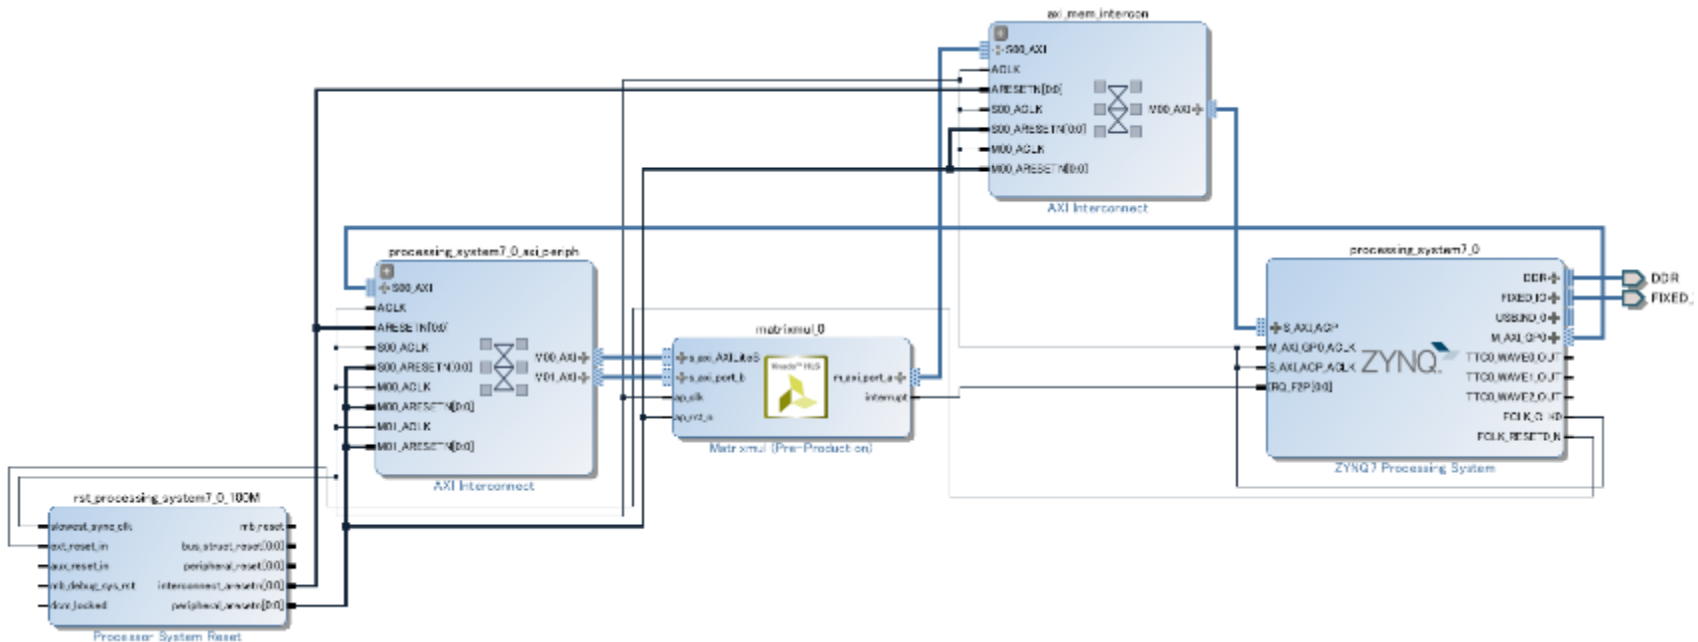 axi_mem_intercon
S00_AXI
ACLK
ARESETN[0:0]
S00_ACLK
M00_AXI
S00_ARESETN[0:0]
M00_ACLK
M00_ARESETN[0:0]
AXI Interconnect
processing_system7_0_axi_periph
S00_AXI
ACLK
ARESETN[0:0]
S00_ACLK
S00_ARESETN[0:0]
M00_ACLK
M00_ARESETN[0:0]
M01_ACLK
M01_ARESETN[0:0]
M00_AXI
M01_AXI
AXI Interconnect
matrixmul_0
s_axi_AXILiteS
s_axi_port_b
ap_clk
ap_rst_n
Vivado™ HLS
m_axi_port_a
interrupt
Matrixmul (Pre-Production)
processing_system7_0
S_AXI_ACP
M_AXI_GP0_ACLK
S_AXI_ACP_ACLK
IRQ_F2P[0:0]
ZYNQ
DDR
FIXED_IO
USBIND_0
M_AXI_GP0
TTC0_WAVE0_OUT
TTC0_WAVE1_OUT
TTC0_WAVE2_OUT
FCLK_CLK0
FCLK_RESET0_N
ZYNQ7 Processing System
DDR
FIXED_
rst_processing_system7_0_100M
slowest_sync_clk
ext_reset_in
aux_reset_in
mb_debug_sys_rst
dcm_locked
mb_reset
bus_struct_reset[0:0]
peripheral_reset[0:0]
interconnect_aresetn[0:0]
peripheral_aresetn[0:0]
Processor System Reset